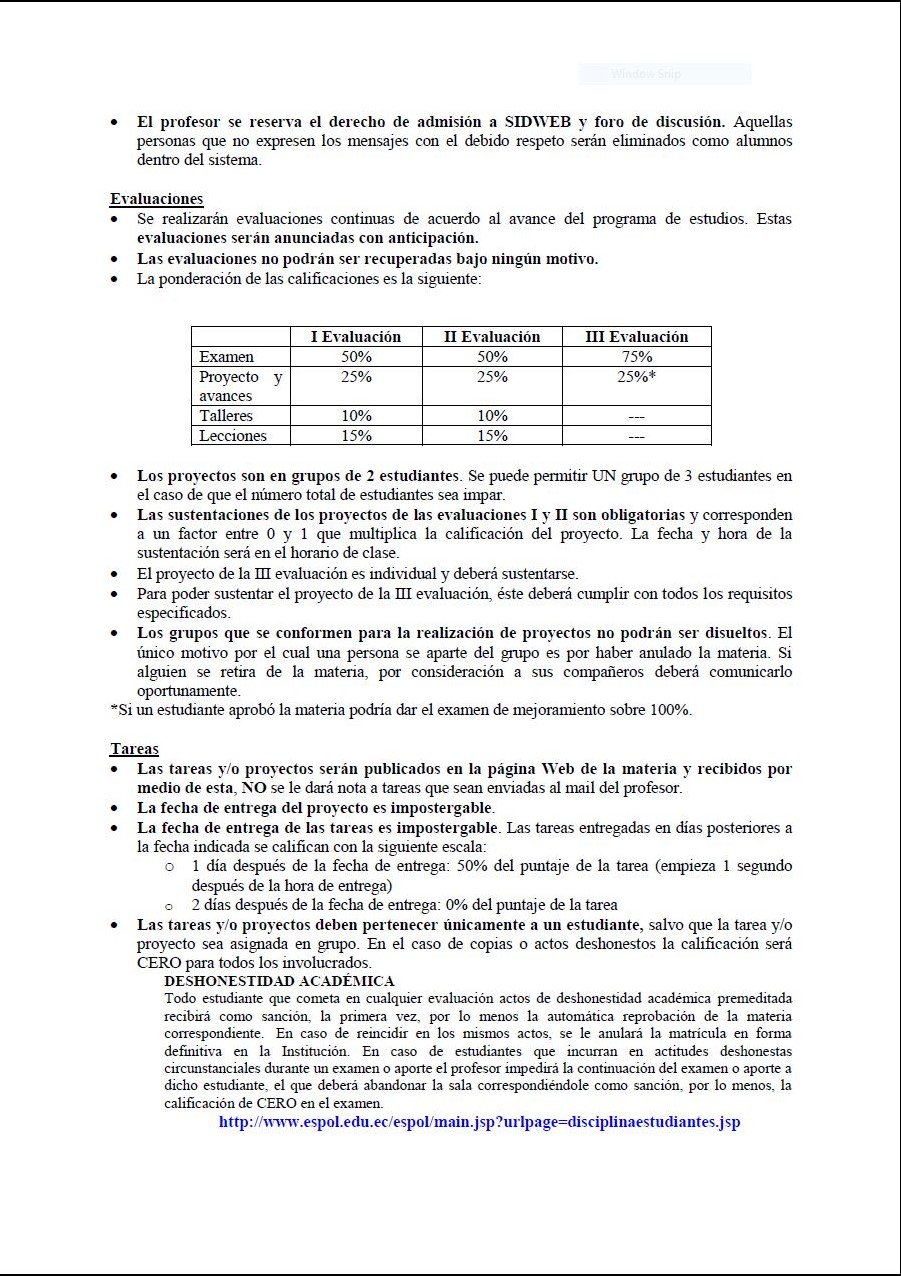 Window Snip
• El profesor se reserva el derecho de admisión a SIDWEB y foro de discusión. Aquellas
personas que no expresen los mensajes con el debido respeto serán eliminados como alumnos
dentro del sistema.
Evaluaciones
• Se realizarán evaluaciones continuas de acuerdo al avance del programa de estudios. Estas
evaluaciones serán anunciadas con anticipación.
• Las evaluaciones no podrán ser recuperadas bajo ningún motivo.
• La ponderación de las calificaciones es la siguiente:
I Evaluación II Evaluación III Evaluación
Examen 50% 50% 75%
Proyecto y 25% 25% 25%*
avances
Talleres 10% 10% ---
Lecciones 15% 15% ---
• Los proyectos son en grupos de 2 estudiantes. Se puede permitir UN grupo de 3 estudiantes en
el caso de que el número total de estudiantes sea impar.
• Las sustentaciones de los proyectos de las evaluaciones I y II son obligatorias y corresponden
a un factor entre 0 y 1 que multiplica la calificación del proyecto. La fecha y hora de la
sustentación será en el horario de clase.
• El proyecto de la III evaluación es individual y deberá sustentarse.
• Para poder sustentar el proyecto de la III evaluación, éste deberá cumplir con todos los requisitos
especificados.
• Los grupos que se conformen para la realización de proyectos no podrán ser disueltos. El
único motivo por el cual una persona se aparte del grupo es por haber anulado la materia. Si
alguien se retira de la materia, por consideración a sus compañeros deberá comunicarlo
oportunamente.
*Si un estudiante aprobó la materia podría dar el examen de mejoramiento sobre 100%.
Tareas
• Las tareas y/o proyectos serán publicados en la página Web de la materia y recibidos por
medio de esta, NO se le dará nota a tareas que sean enviadas al mail del profesor.
• La fecha de entrega del proyecto es impostergable.
• La fecha de entrega de las tareas es impostergable. Las tareas entregadas en días posteriores a
la fecha indicada se califican con la siguiente escala:
o 1 día después de la fecha de entrega: 50% del puntaje de la tarea (empieza 1 segundo
después de la hora de entrega)
o 2 días después de la fecha de entrega: 0% del puntaje de la tarea
• Las tareas y/o proyectos deben pertenecer únicamente a un estudiante, salvo que la tarea y/o
proyecto sea asignada en grupo. En el caso de copias o actos deshonestos la calificación será
CERO para todos los involucrados.
DESHONESTIDAD ACADÉMICA
Todo estudiante que cometa en cualquier evaluación actos de deshonestidad académica premeditada
recibirá como sanción, la primera vez, por lo menos la automática reprobación de la materia
correspondiente. En caso de reincidir en los mismos actos, se le anulará la matrícula en forma
definitiva en la Institución. En caso de estudiantes que incurran en actitudes deshonestas
circunstanciales durante un examen o aporte el profesor impedirá la continuación del examen o aporte a
dicho estudiante, el que deberá abandonar la sala correspondiéndole como sanción, por lo menos, la
calificación de CERO en el examen.
http://www.espol.edu.ec/espol/main.jsp?urlpage=disciplinaestudiantes.jsp